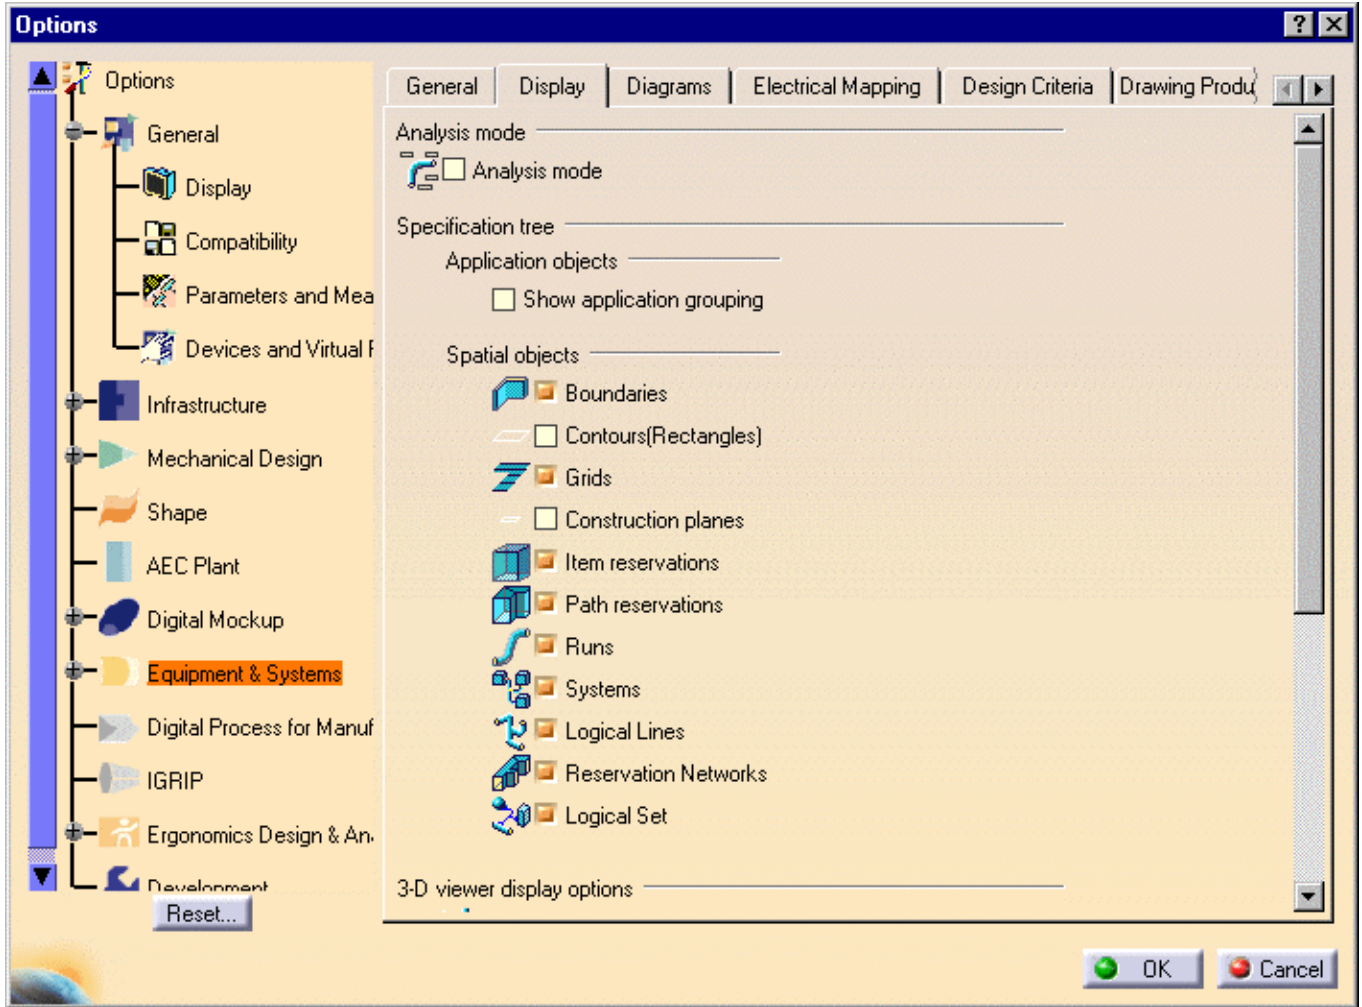 Options
Options
General
Display
Compatibility
Parameters and Mea
Devices and Virtual
Infrastructure
Mechanical Design
Shape
AEC Plant
Digital Mockup
Equipment & Systems
Digital Process for Manuf
IGRIP
Ergonomics Design & An
Development
Reset...
General Display Diagrams Electrical Mapping Design Criteria Drawing Produ
Analysis mode
Analysis mode
Specification tree
Application objects
Show application grouping
Spatial objects
Boundaries
Contours(Rectangles)
Grids
Construction planes
Item reservations
Path reservations
Runs
Systems
Logical Lines
Reservation Networks
Logical Set
3-D viewer display options
OK Cancel